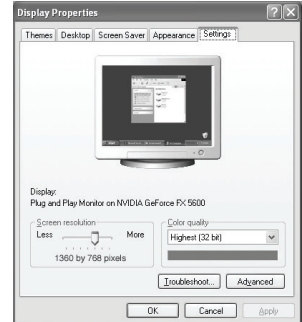 Display Properties
Themes Desktop Screen Saver Appearance Settings
Display:
Plug and Play Monitor on NVIDIA GeForce FX 5600
Screen resolution
Less More
1360 by 768 pixels
Color quality
Highest (32 bit)
Troubleshoot... Advanced
OK Cancel Apply